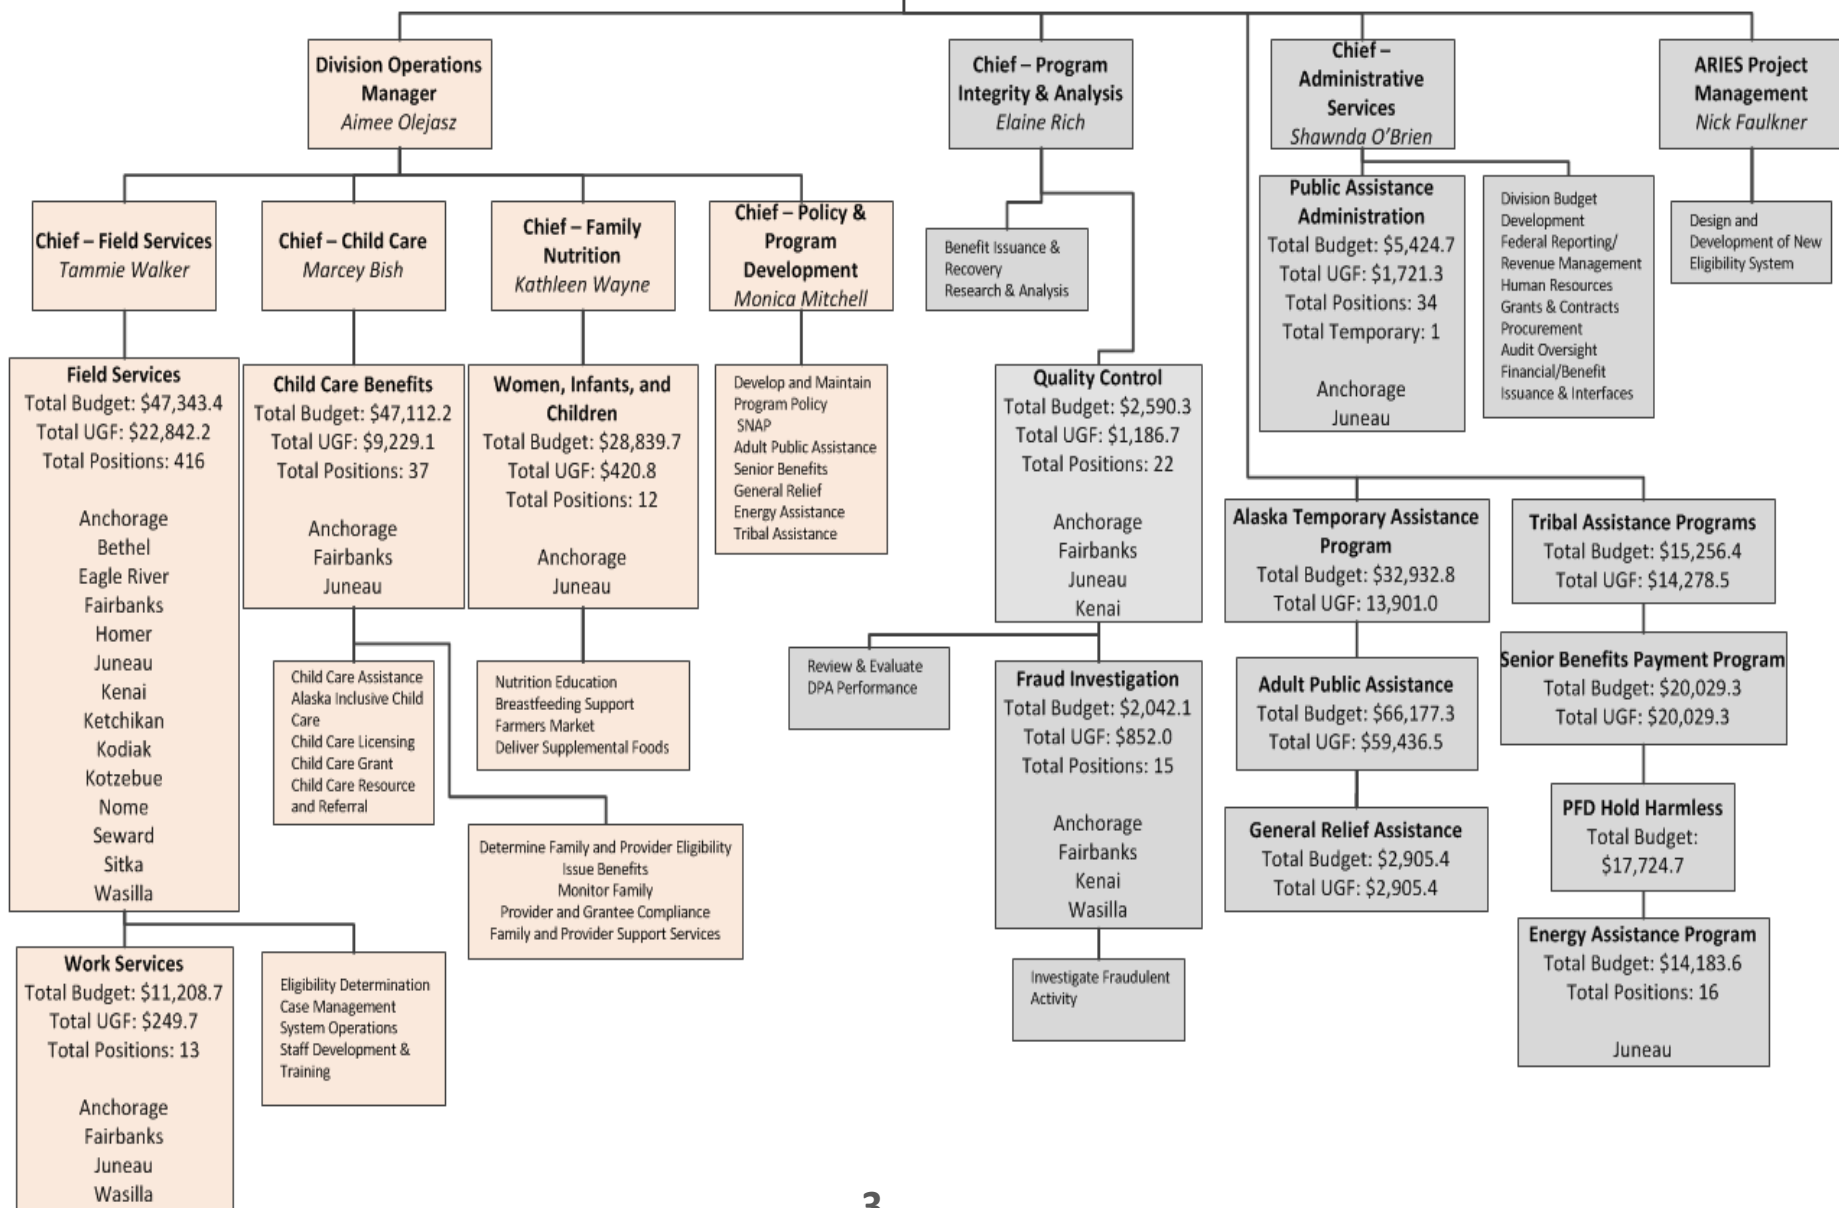 Division Operations
Manager
Aimee Olejasz
Chief – Program
Integrity & Analysis
Elaine Rich
Chief –
Administrative
Services
Shawnda O’Brien
ARIES Project
Management
Nick Faulkner
Chief – Field Services
Tammie Walker
Chief – Child Care
Marcey Bish
Chief – Family
Nutrition
Kathleen Wayne
Chief – Policy &
Program
Development
Monica Mitchell
Benefit Issuance &
Recovery
Research & Analysis
Public Assistance
Administration
Total Budget: $5,424.7
Total UGF: $1,721.3
Total Positions: 34
Total Temporary: 1
Anchorage
Juneau
Division Budget
Development
Federal Reporting/
Revenue Management
Human Resources
Grants & Contracts
Procurement
Audit Oversight
Financial/Benefit
Issuance & Interfaces
Design and
Development of New
Eligibility System
Field Services
Total Budget: $47,343.4
Total UGF: $22,842.2
Total Positions: 416
Anchorage
Bethel
Eagle River
Fairbanks
Homer
Juneau
Kenai
Ketchikan
Kodiak
Kotzebue
Nome
Seward
Sitka
Wasilla
Child Care Benefits
Total Budget: $47,112.2
Total UGF: $9,229.1
Total Positions: 37
Anchorage
Fairbanks
Juneau
Women, Infants, and
Children
Total Budget: $28,839.7
Total UGF: $420.8
Total Positions: 12
Anchorage
Juneau
Develop and Maintain
Program Policy
SNAP
Adult Public Assistance
Senior Benefits
General Relief
Energy Assistance
Tribal Assistance
Quality Control
Total Budget: $2,590.3
Total UGF: $1,186.7
Total Positions: 22
Anchorage
Fairbanks
Juneau
Kenai
Alaska Temporary Assistance
Program
Total Budget: $32,932.8
Total UGF: 13,901.0
Tribal Assistance Programs
Total Budget: $15,256.4
Total UGF: $14,278.5
Child Care Assistance
Alaska Inclusive Child
Care
Child Care Licensing
Child Care Grant
Child Care Resource
and Referral
Nutrition Education
Breastfeeding Support
Farmers Market
Deliver Supplemental Foods
Review & Evaluate
DPA Performance
Fraud Investigation
Total Budget: $2,042.1
Total UGF: $852.0
Total Positions: 15
Anchorage
Fairbanks
Kenai
Wasilla
Adult Public Assistance
Total Budget: $66,177.3
Total UGF: $59,436.5
Senior Benefits Payment Program
Total Budget: $20,029.3
Total UGF: $20,029.3
Determine Family and Provider Eligibility
Issue Benefits
Monitor Family
Provider and Grantee Compliance
Family and Provider Support Services
General Relief Assistance
Total Budget: $2,905.4
Total UGF: $2,905.4
PFD Hold Harmless
Total Budget:
$17,724.7
Work Services
Total Budget: $11,208.7
Total UGF: $249.7
Total Positions: 13
Anchorage
Fairbanks
Juneau
Wasilla
Eligibility Determination
Case Management
System Operations
Staff Development &
Training
Investigate Fraudulent
Activity
Energy Assistance Program
Total Budget: $14,183.6
Total Positions: 16
Juneau
3